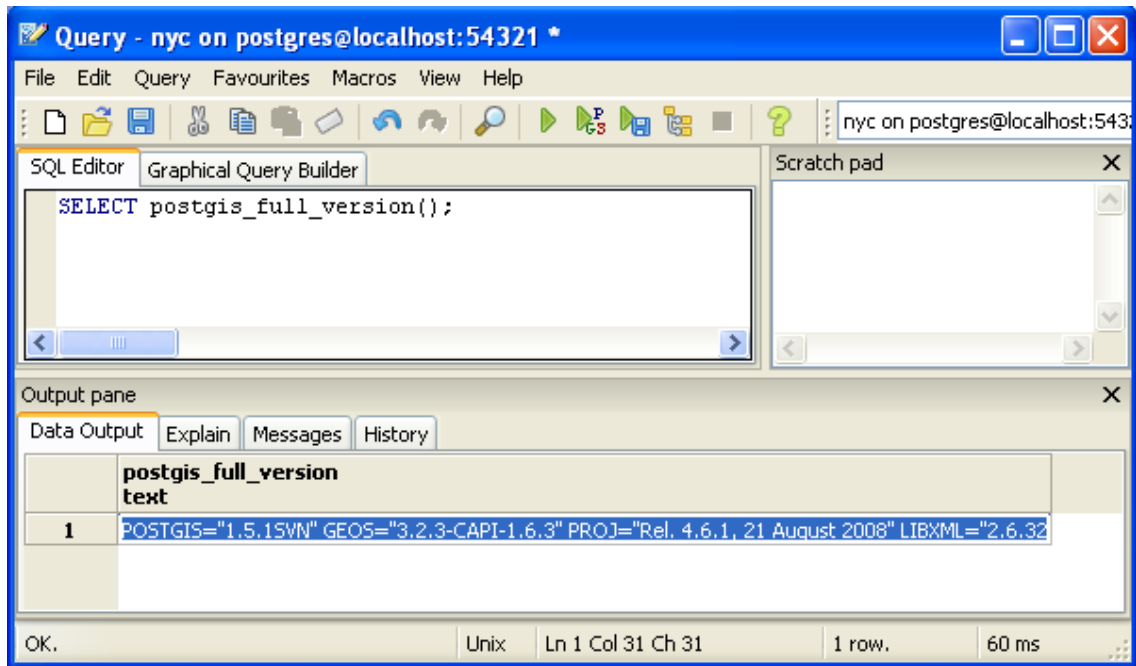 Query - nyc on postgres@localhost:54321 *
File Edit Query Favourites Macros View Help
nyc on postgres@localhost:543
SQL Editor Graphical Query Builder
Scratch pad
SELECT postgis_full_version();
Output pane
Data Output Explain Messages History
postgis_full_version
text
1 POSTGIS="1.5.1SVN" GEOS="3.2.3-CAPI-1.6.3" PROJ="Rel. 4.6.1, 21 August 2008" LIBXML="2.6.32
OK. Unix Ln 1 Col 31 Ch 31 1 row. 60 ms